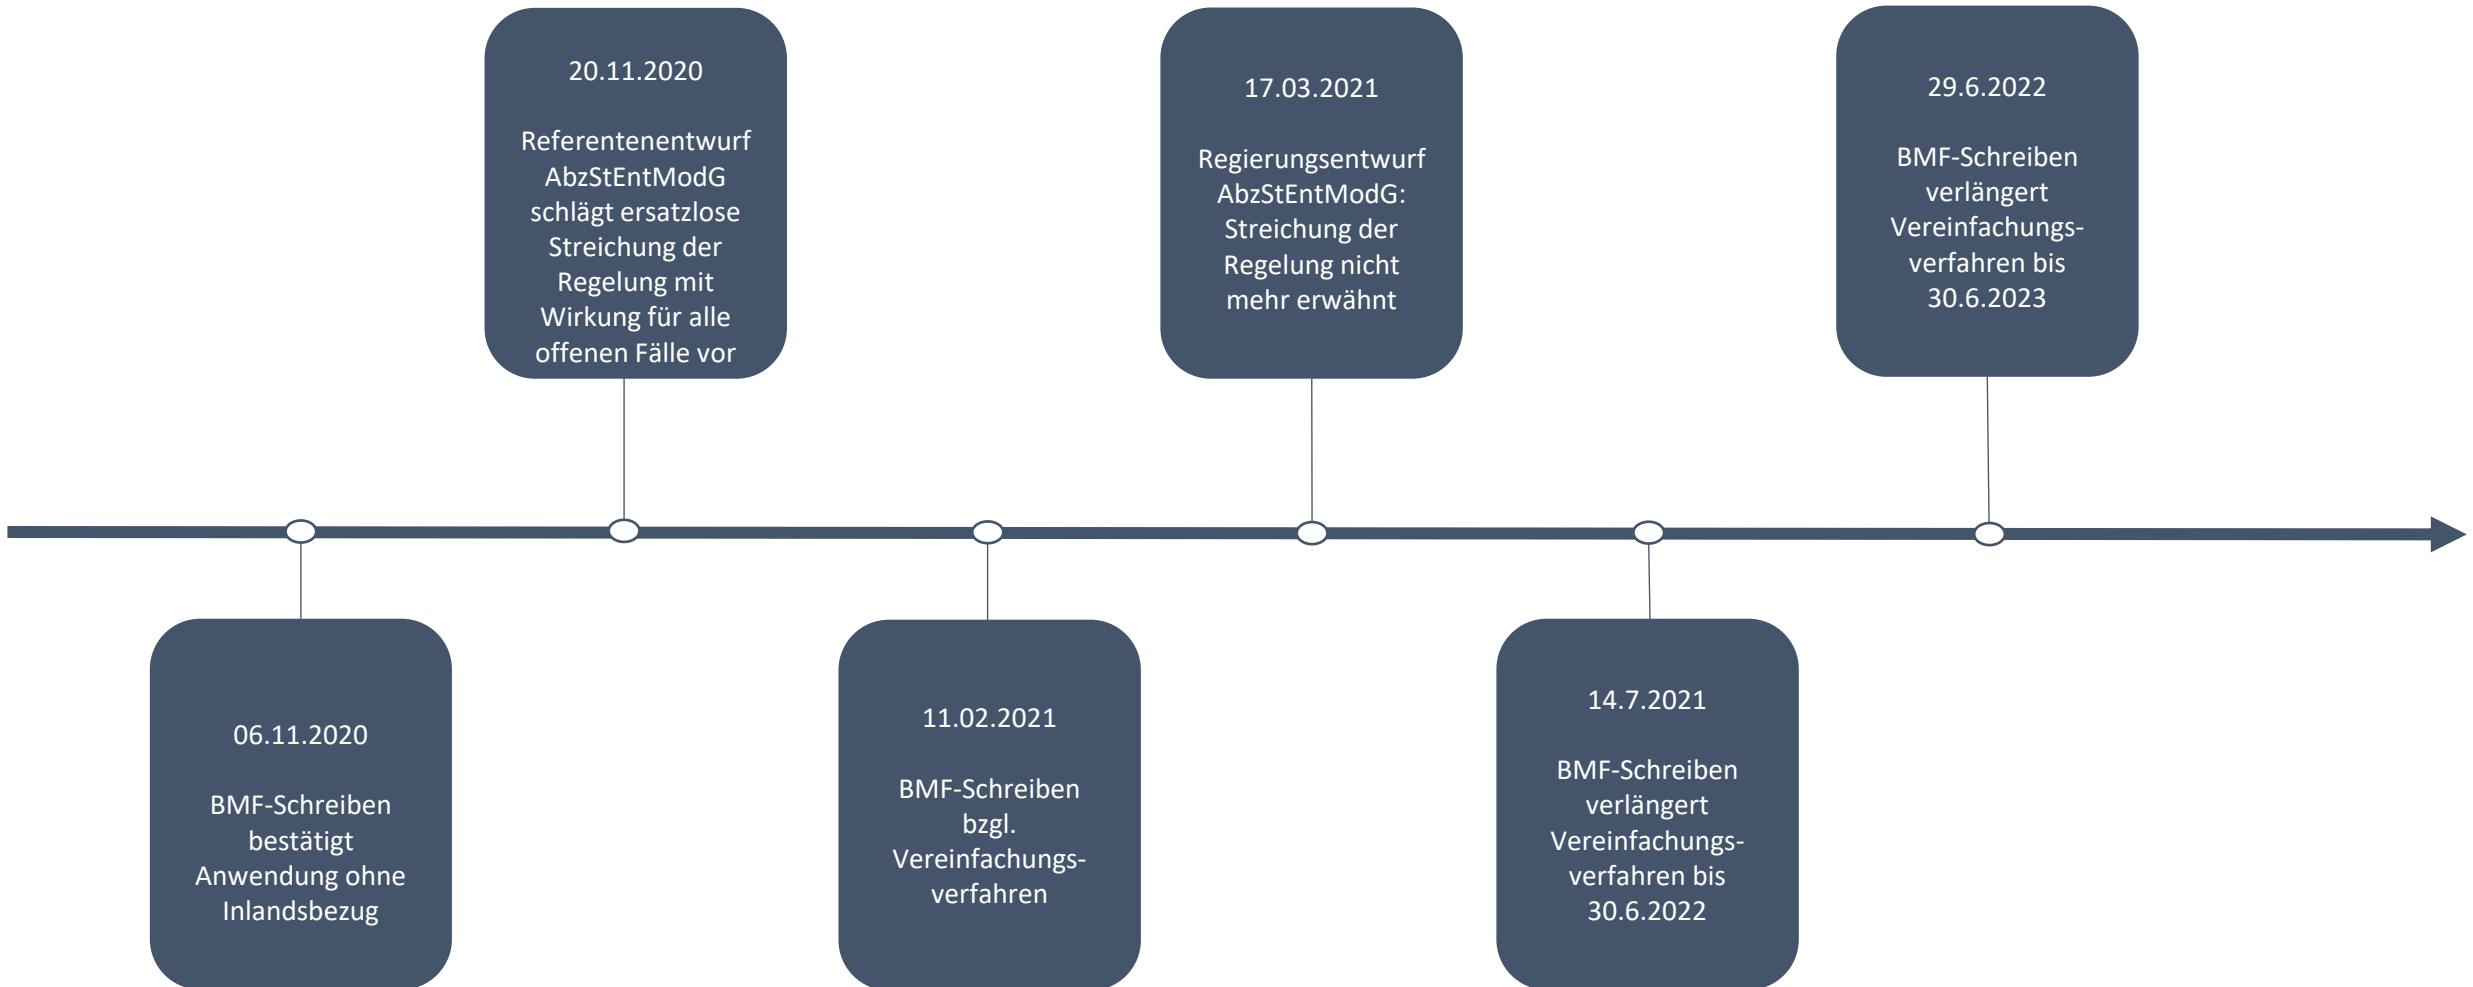 20.11.2020
Referentenentwurf
AbzStEntModG
schlägt ersatzlose
Streichung der
Regelung mit
Wirkung für alle
offenen Fälle vor
17.03.2021
Regierungsentwurf
AbzStEntModG:
Streichung der
Regelung nicht
mehr erwähnt
29.6.2022
BMF-Schreiben
verlängert
Vereinfachungs-
verfahren bis
30.6.2023
06.11.2020
BMF-Schreiben
bestätigt
Anwendung ohne
Inlandsbezug
11.02.2021
BMF-Schreiben
bzgl.
Vereinfachungs-
verfahren
14.7.2021
BMF-Schreiben
verlängert
Vereinfachungs-
verfahren bis
30.6.2022